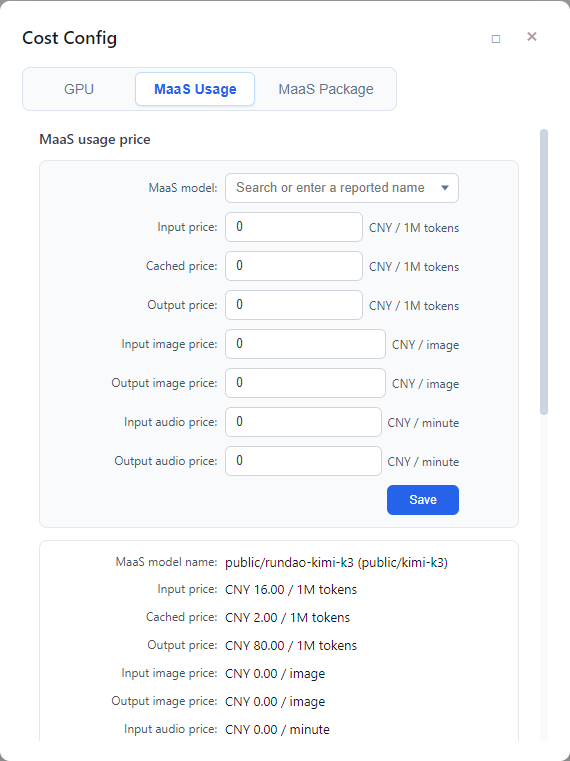 Cost Config
GPU
MaaS Usage
MaaS Package
MaaS usage price
MaaS model: Search or enter a reported name
Input price: 0 CNY / 1M tokens
Cached price: 0 CNY / 1M tokens
Output price: 0 CNY / 1M tokens
Input image price: 0 CNY / image
Output image price: 0 CNY / image
Input audio price: 0 CNY / minute
Output audio price: 0 CNY / minute
Save
MaaS model name: public/rundao-kimi-k3 (public/kimi-k3)
Input price: CNY 16.00 / 1M tokens
Cached price: CNY 2.00 / 1M tokens
Output price: CNY 80.00 / 1M tokens
Input image price: CNY 0.00 / image
Output image price: CNY 0.00 / image
Input audio price: CNY 0.00 / minute